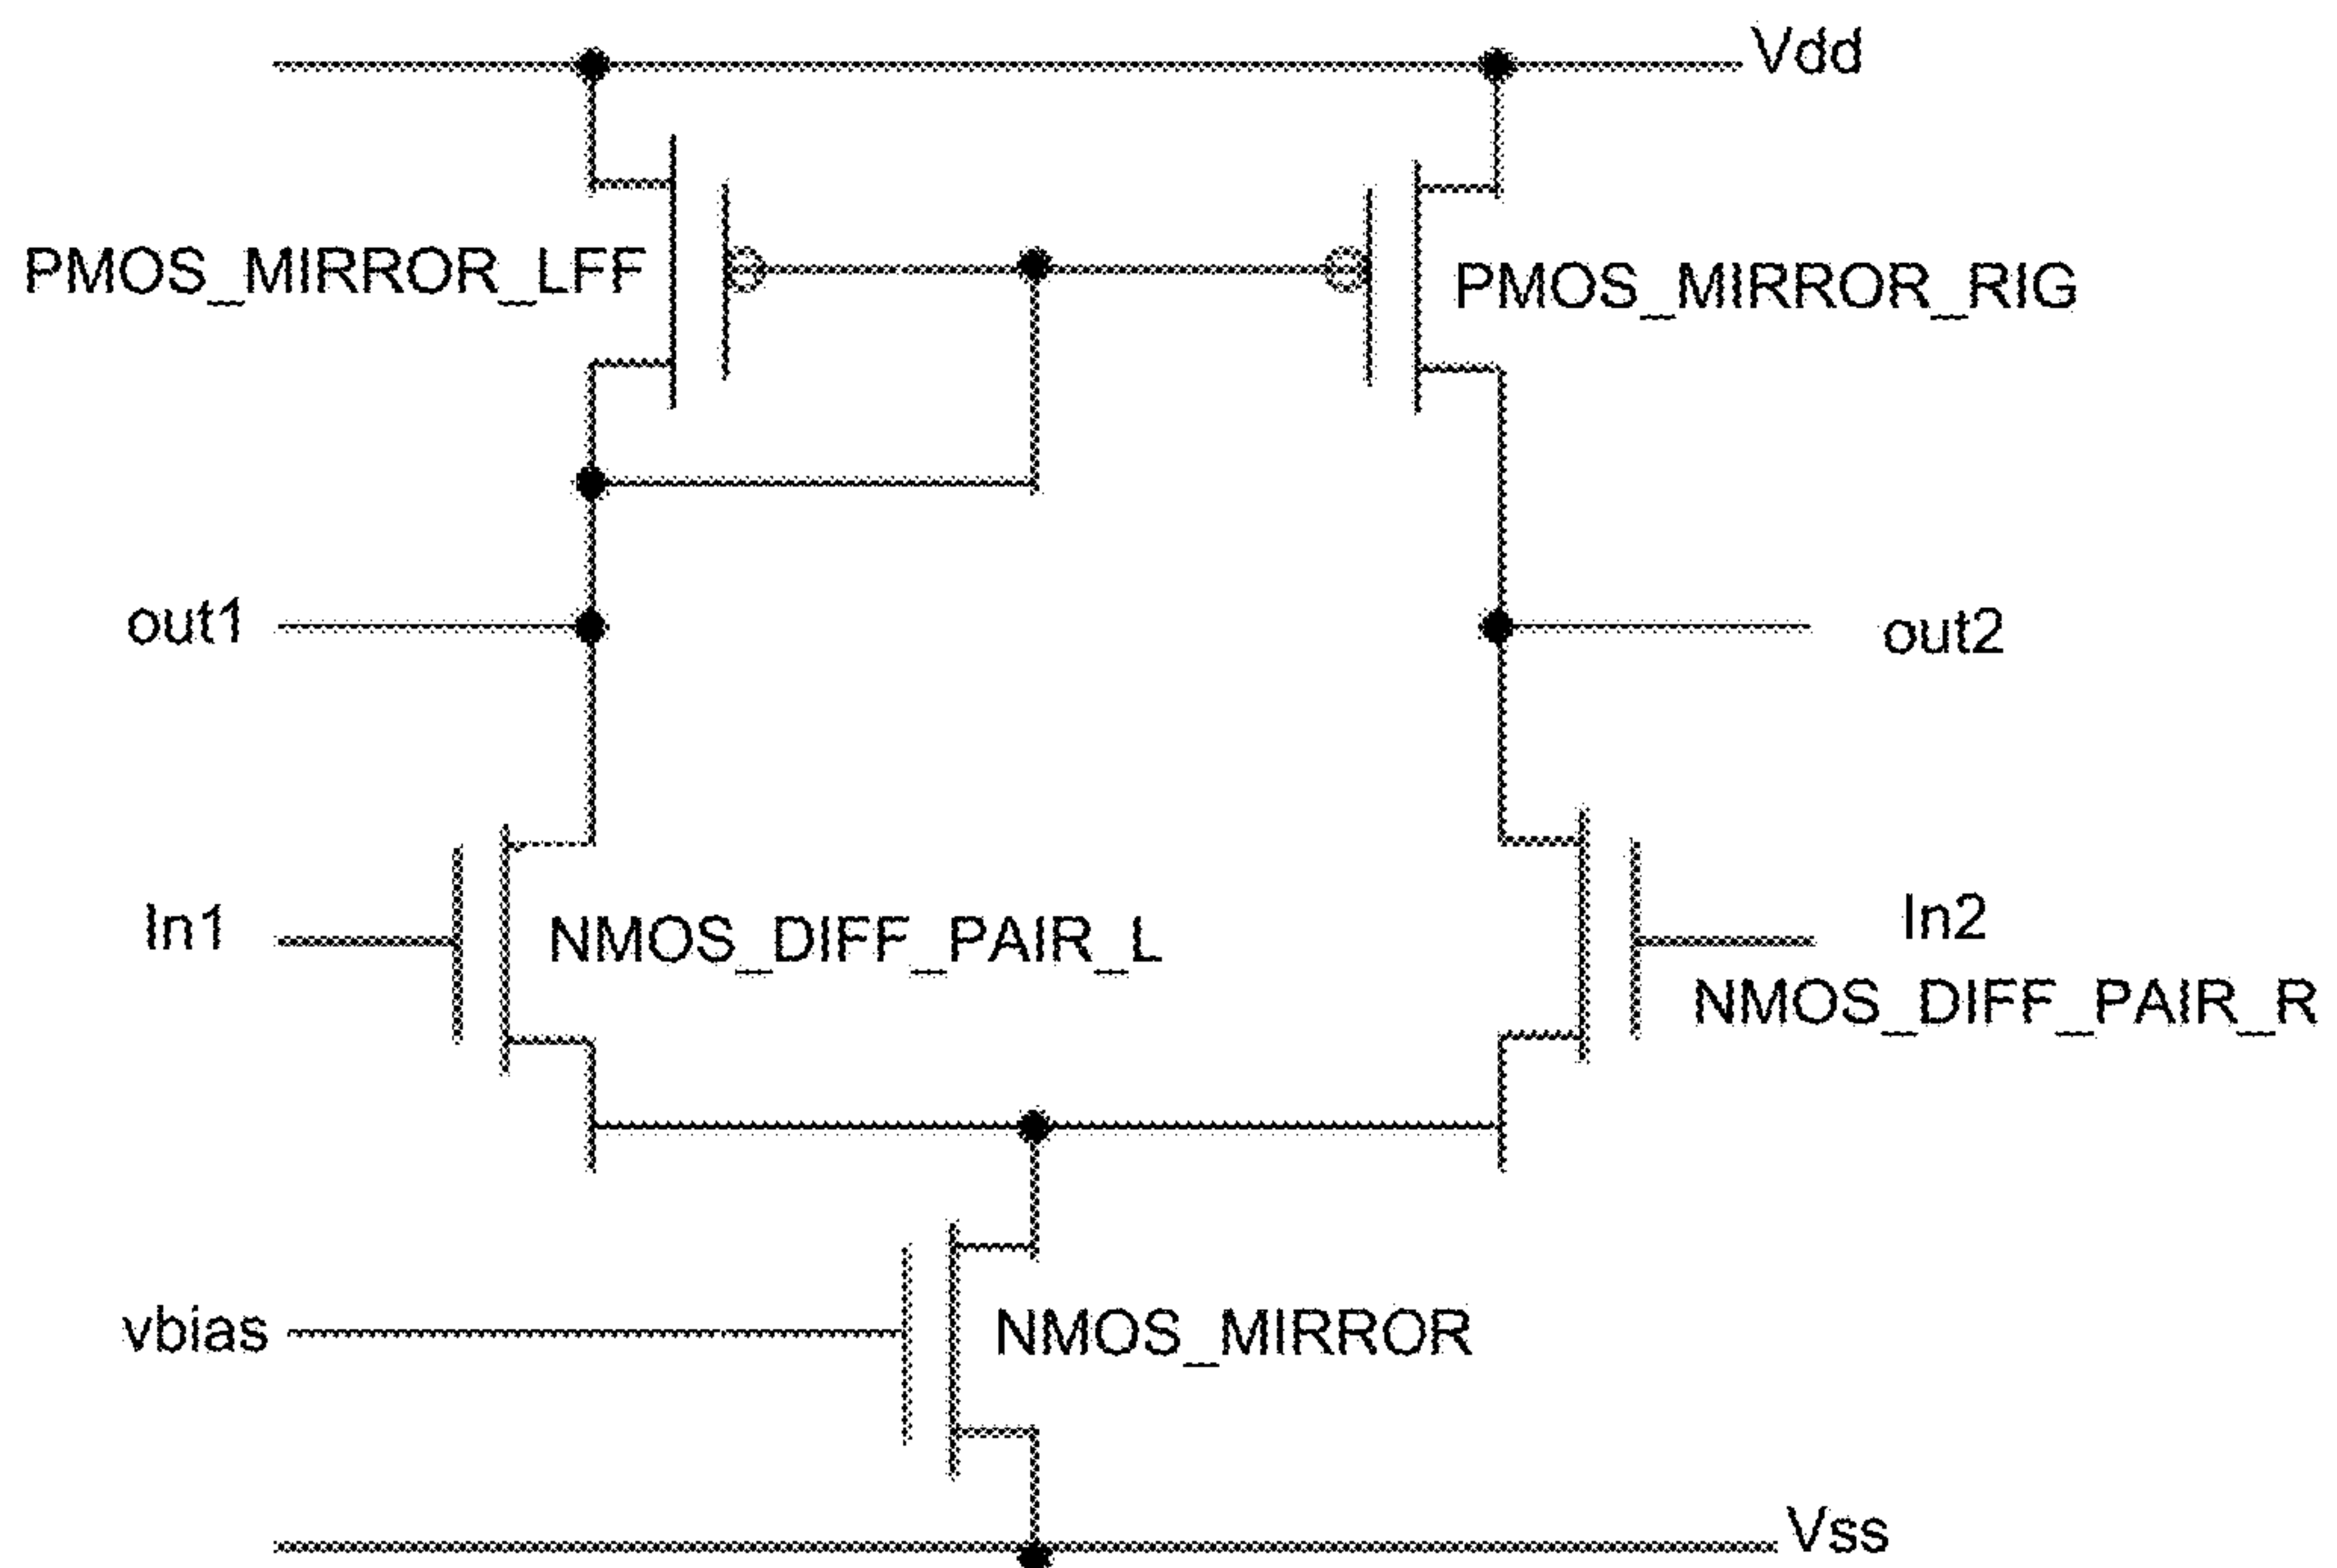 Vdd
PMOS_MIRROR_LFF
PMOS_MIRROR_RIG
out1
out2
In1
NMOS_DIFF_PAIR_L
In2
NMOS_DIFF_PAIR_R
vbias
NMOS_MIRROR
Vss